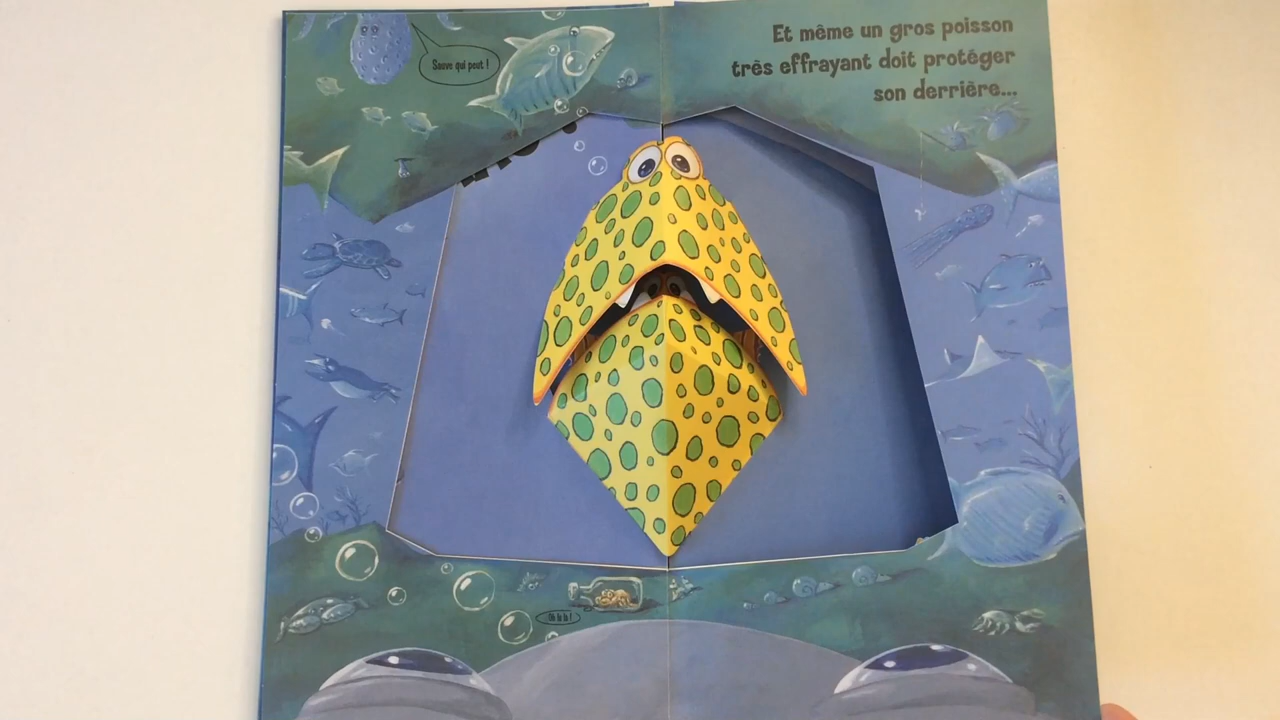 Sauve qui peut !
Et même un gros poisson
très effrayant doit protéger
son derrière...